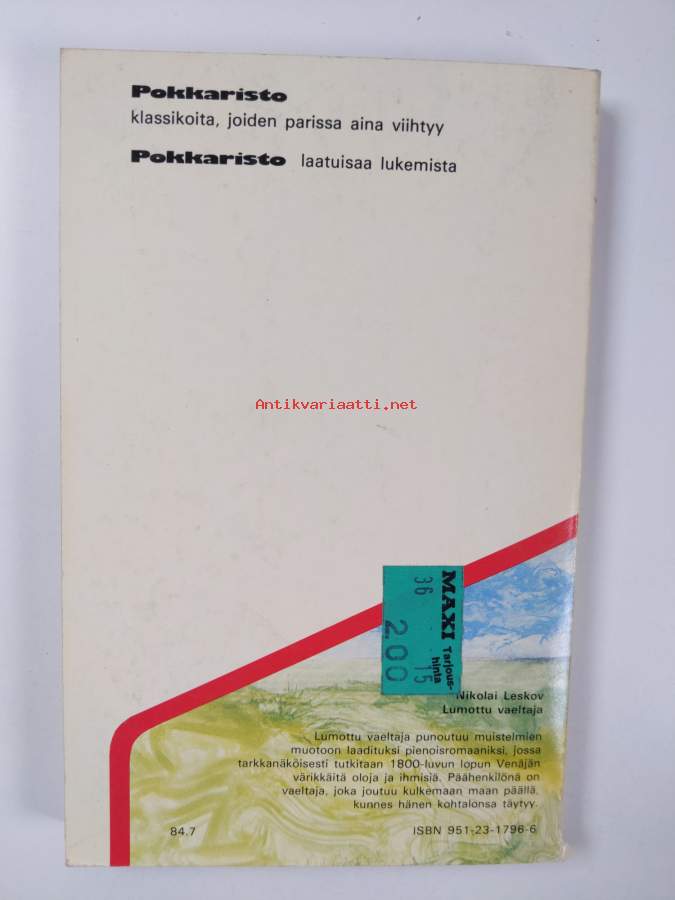 Pokkaristo
klassikoita, joiden parissa aina viihtyy
Pokkaristo laatuisaa lukemista
Antikvariaatti.net
MAXI Tarjous-
hinta
36 15
2.00
Nikolai Leskov
Lumottu vaeltaja
Lumottu vaeltaja punoutuu muistelmien
muotoon laadituksi pienoisromaaniksi, jossa
tarkkanäköisesti tutkitaan 1800-luvun lopun Venäjän
värikkäitä oloja ja ihmisiä. Päähenkilönä on
vaeltaja, joka joutuu kulkemaan maan päällä,
kunnes hänen kohtalonsa täytyy.
84.7
ISBN 951-23-1796-6